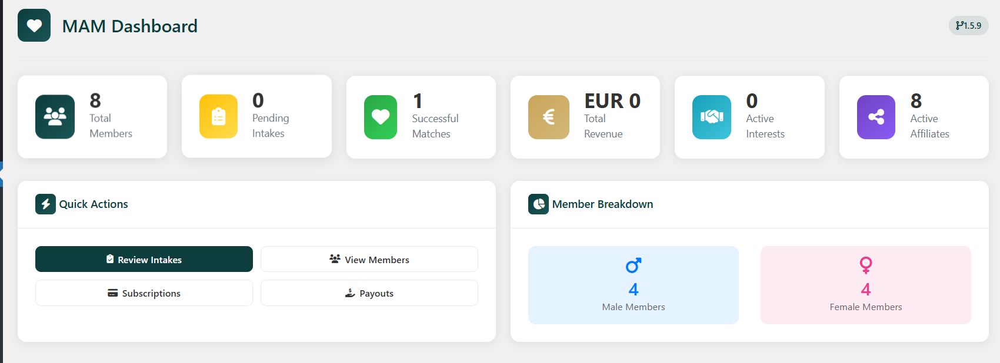 MAM Dashboard
1.5.9
8
Total
Members
0
Pending
Intakes
1
Successful
Matches
EUR 0
Total
Revenue
0
Active
Interests
8
Active
Affiliates
Quick Actions
Review Intakes
View Members
Subscriptions
Payouts
Member Breakdown
4
Male Members
4
Female Members